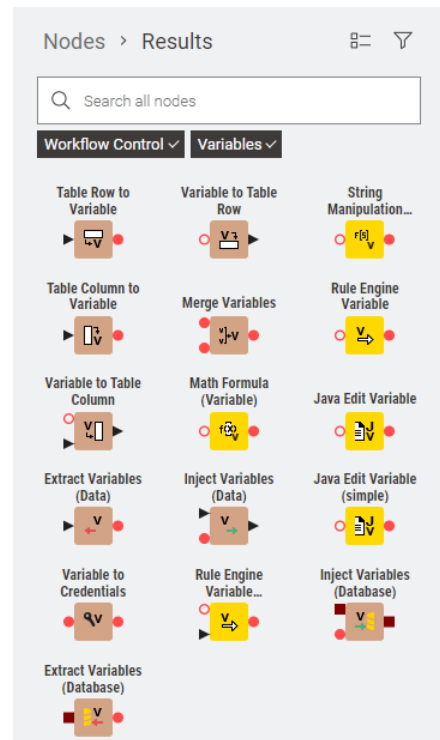 Nodes > Results
Search all nodes
Workflow Control ✓ Variables ✓
Table Row to
Variable
Variable to Table
Row
String
Manipulation...
Table Column to
Variable
Merge Variables
Rule Engine
Variable
Variable to Table
Column
Math Formula
(Variable)
Java Edit Variable
Extract Variables
(Data)
Inject Variables
(Data)
Java Edit Variable
(simple)
Variable to
Credentials
Rule Engine
Variable...
Inject Variables
(Database)
Extract Variables
(Database)